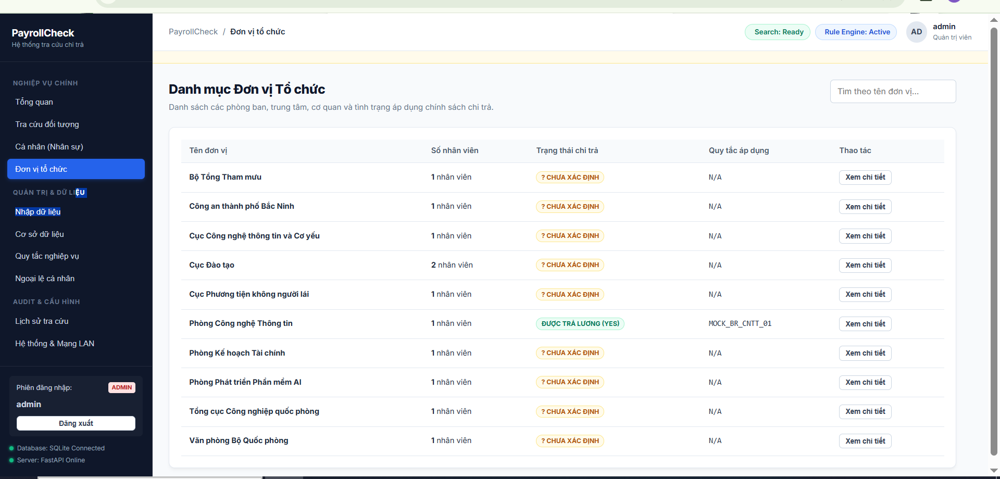 PayrollCheck
Hệ thống tra cứu chi trả
NGHIỆP VỤ CHÍNH
Tổng quan
Tra cứu đối tượng
Cá nhân (Nhân sự)
Đơn vị tổ chức
QUẢN TRỊ & DỮ LIỆU
Nhập dữ liệu
Cơ sở dữ liệu
Quy tắc nghiệp vụ
Ngoại lệ cá nhân
AUDIT & CẤU HÌNH
Lịch sử tra cứu
Hệ thống & Mạng LAN
Phiên đăng nhập: ADMIN
admin
Đăng xuất
Database: SQLite Connected
Server: FastAPI Online
PayrollCheck / Đơn vị tổ chức
Search: Ready
Rule Engine: Active
AD
admin
Quản trị viên
Danh mục Đơn vị Tổ chức
Danh sách các phòng ban, trung tâm, cơ quan và tình trạng áp dụng chính sách chi trả.
Tìm theo tên đơn vị...
Tên đơn vị Số nhân viên Trạng thái chi trả Quy tắc áp dụng Thao tác
Bộ Tổng Tham mưu 1 nhân viên ? CHƯA XÁC ĐỊNH N/A Xem chi tiết
Công an thành phố Bắc Ninh 1 nhân viên ? CHƯA XÁC ĐỊNH N/A Xem chi tiết
Cục Công nghệ thông tin và Cơ yếu 1 nhân viên ? CHƯA XÁC ĐỊNH N/A Xem chi tiết
Cục Đào tạo 2 nhân viên ? CHƯA XÁC ĐỊNH N/A Xem chi tiết
Cục Phương tiện không người lái 1 nhân viên ? CHƯA XÁC ĐỊNH N/A Xem chi tiết
Phòng Công nghệ Thông tin 1 nhân viên ĐƯỢC TRẢ LƯƠNG (YES) MOCK_BR_CNTT_01 Xem chi tiết
Phòng Kế hoạch Tài chính 1 nhân viên ? CHƯA XÁC ĐỊNH N/A Xem chi tiết
Phòng Phát triển Phần mềm AI 1 nhân viên ? CHƯA XÁC ĐỊNH N/A Xem chi tiết
Tổng cục Công nghiệp quốc phòng 1 nhân viên ? CHƯA XÁC ĐỊNH N/A Xem chi tiết
Văn phòng Bộ Quốc phòng 1 nhân viên ? CHƯA XÁC ĐỊNH N/A Xem chi tiết